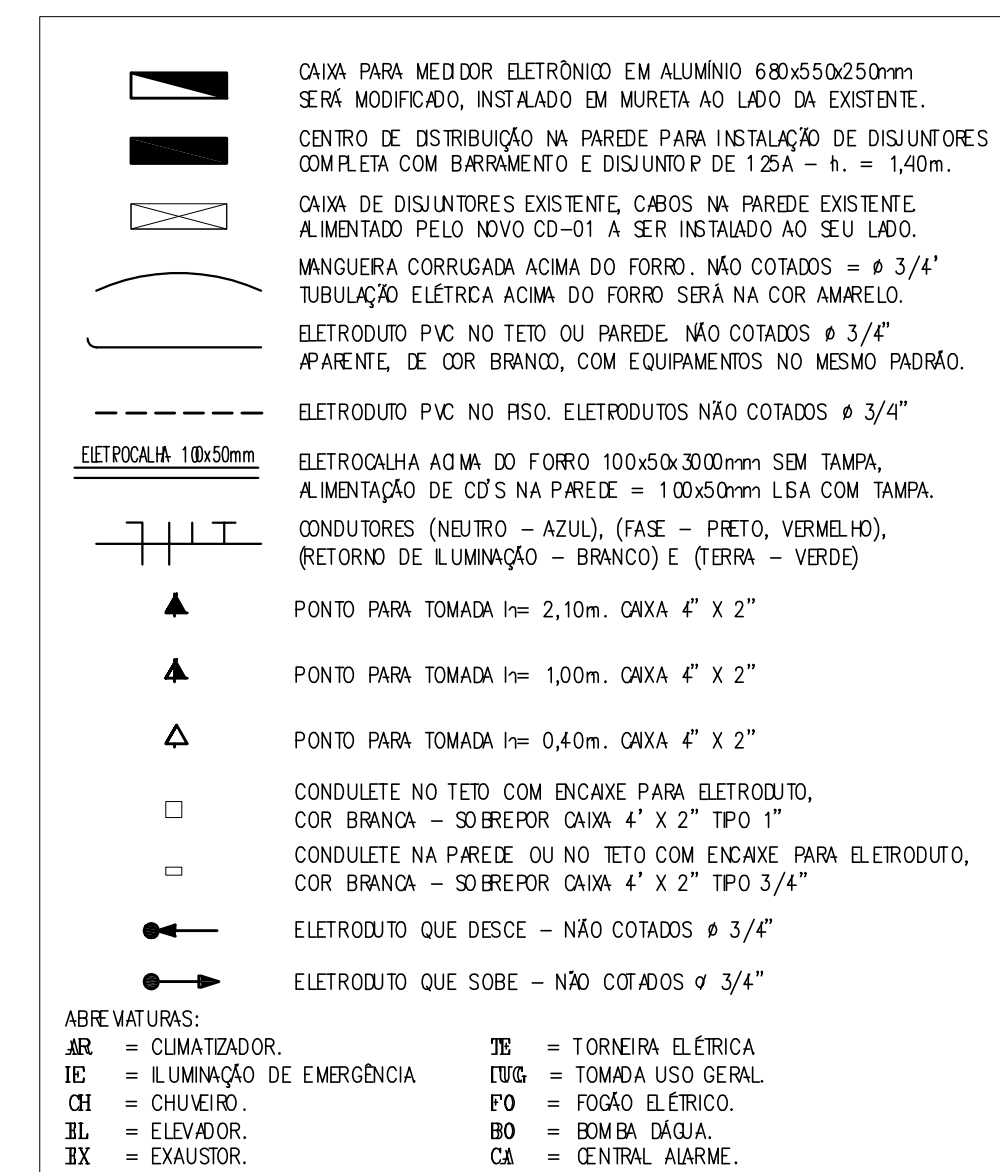 CAIXA PARA MEDIDOR ELETRÔNICO EM ALUMÍNIO 680x550x250mm
SERÁ MODIFICADO, INSTALADO EM MURETA AO LADO DA EXISTENTE.
CENTRO DE DISTRIBUIÇÃO NA PAREDE PARA INSTALAÇÃO DE DISJUNTORES
COMPLETA COM BARRAMENTO E DISJUNTOR DE 125A – h. = 1,40m.
CAIXA DE DISJUNTORES EXISTENTE, CABOS NA PAREDE EXISTENTE.
ALIMENTADO PELO NOVO CD-01 A SER INSTALADO AO SEU LADO.
MANGUEIRA CORRUGADA ACIMA DO FORRO. NÃO COTADOS = ø 3/4'
TUBULAÇÃO ELÉTRICA ACIMA DO FORRO SERÁ NA COR AMARELO.
ELETRODUTO PVC NO TETO OU PAREDE. NÃO COTADOS ø 3/4"
APARENTE, DE COR BRANCO, COM EQUIPAMENTOS NO MESMO PADRÃO.
ELETRODUTO PVC NO PISO. ELETRODUTOS NÃO COTADOS ø 3/4"
ELETROCALHA 100x50mm
ELETROCALHA ACIMA DO FORRO 100x50x3000mm SEM TAMPA,
ALIMENTAÇÃO DE CD'S NA PAREDE = 100x50mm LISA COM TAMPA.
CONDUTORES (NEUTRO – AZUL), (FASE – PRETO, VERMELHO),
(RETORNO DE ILUMINAÇÃO – BRANCO) E (TERRA – VERDE)
PONTO PARA TOMADA h= 2,10m. CAIXA 4" X 2"
PONTO PARA TOMADA h= 1,00m. CAIXA 4" X 2"
PONTO PARA TOMADA h= 0,40m. CAIXA 4" X 2"
CONDULETE NO TETO COM ENCAIXE PARA ELETRODUTO,
COR BRANCA – SOBREPOR CAIXA 4' X 2" TIPO 1"
CONDULETE NA PAREDE OU NO TETO COM ENCAIXE PARA ELETRODUTO,
COR BRANCA – SOBREPOR CAIXA 4' X 2" TIPO 3/4"
ELETRODUTO QUE DESCE – NÃO COTADOS ø 3/4"
ELETRODUTO QUE SOBE – NÃO COTADOS ø 3/4"
ABREVIATURAS:
AR = CLIMATIZADOR.
IE = ILUMINAÇÃO DE EMERGÊNCIA
CH = CHUVEIRO.
EL = ELEVADOR.
EX = EXAUSTOR.
TE = TORNEIRA ELÉTRICA
TUG = TOMADA USO GERAL.
FO = FOGÃO ELÉTRICO.
BO = BOMBA DÁGUA.
CA = CENTRAL ALARME.